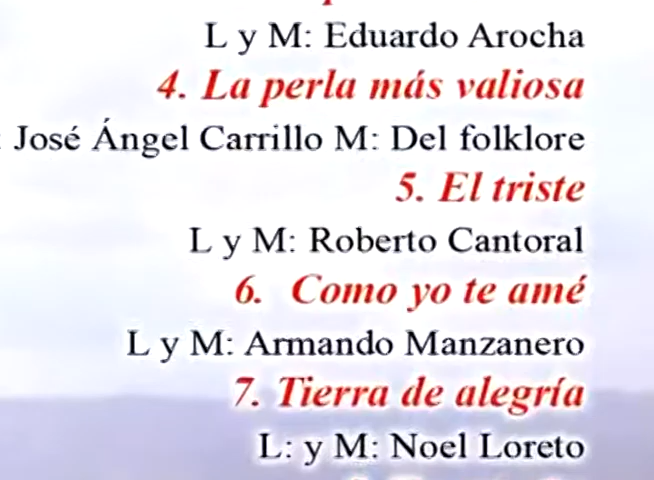 L y M: Eduardo Arocha
4. La perla más valiosa
: José Ángel Carrillo M: Del folklore
5. El triste
L y M: Roberto Cantoral
6. Como yo te amé
L y M: Armando Manzanero
7. Tierra de alegría
L: y M: Noel Loreto